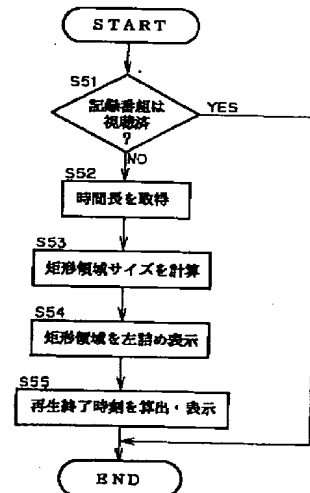 START
S51
記録番組は
視聴済
?
YES
NO
S52
時間長を取得
S53
矩形領域サイズを計算
S54
矩形領域を左詰め表示
S55
再生終了時刻を算出・表示
END